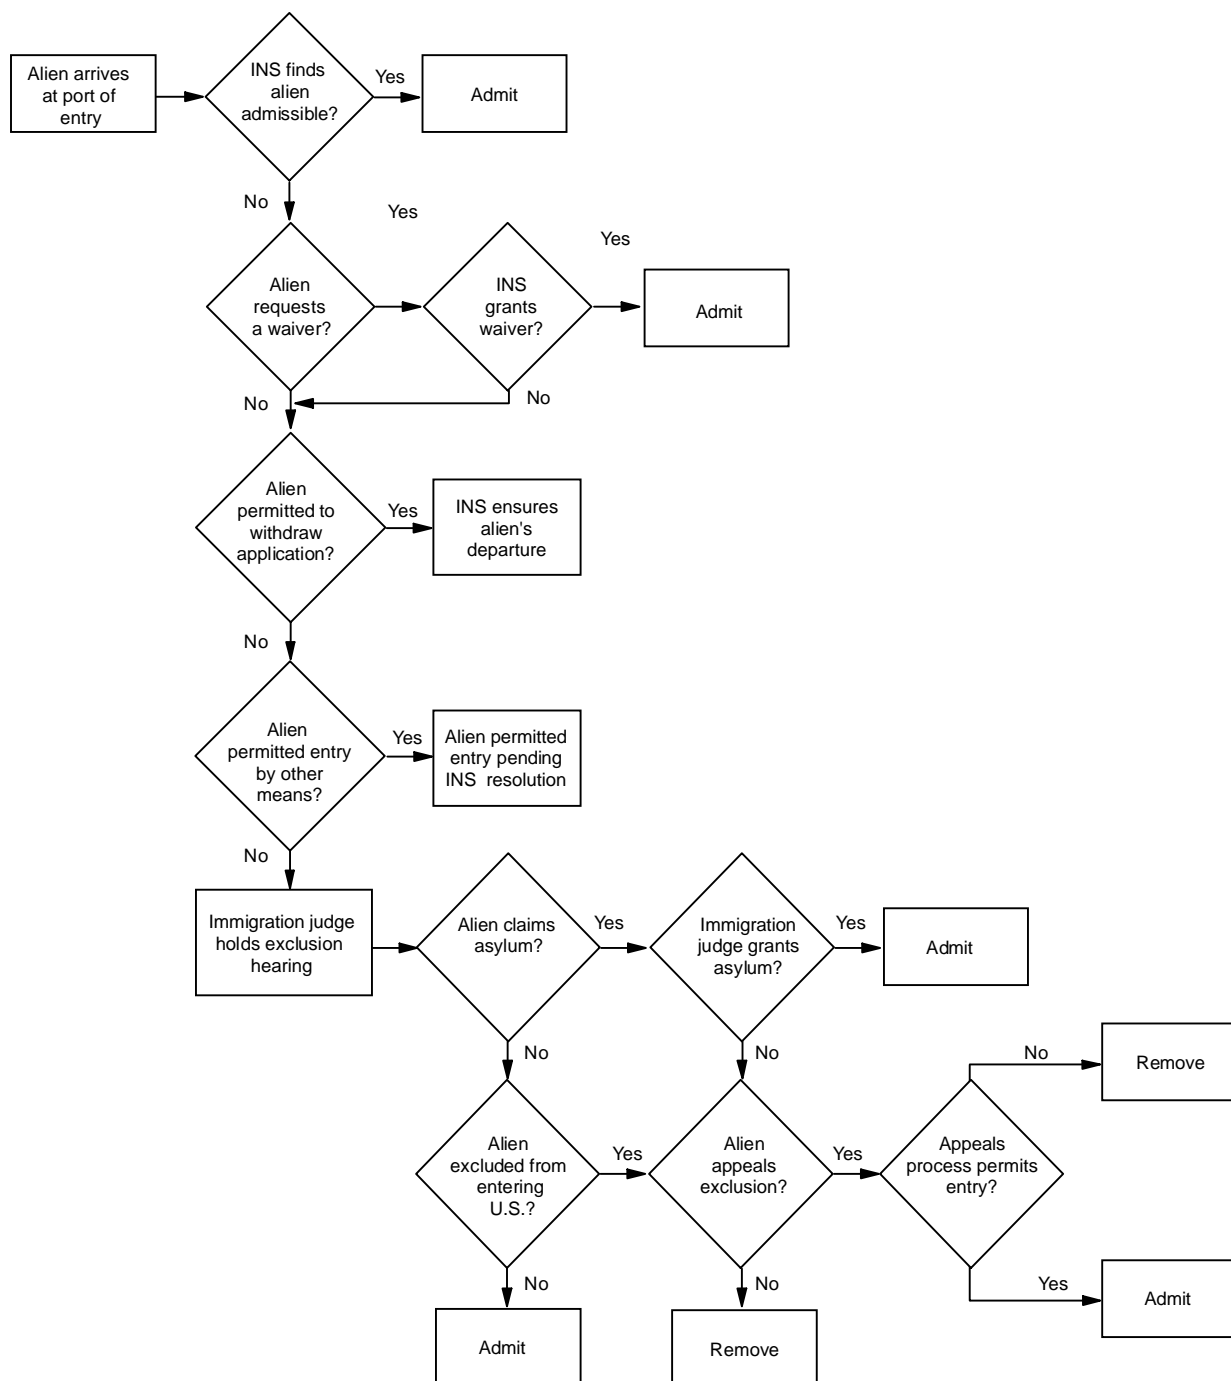 Alien arrives
at port of
entry
INS finds
alien
admissible?
Yes
Admit
No
Yes
Yes
Alien
requests
a waiver?
INS
grants
waiver?
Admit
No
No
Alien
permitted to
withdraw
application?
Yes
INS ensures
alien's
departure
No
Alien
permitted entry
by other
means?
Yes
Alien permitted
entry pending
INS resolution
No
Immigration judge
holds exclusion
hearing
Alien claims
asylum?
Yes
Immigration
judge grants
asylum?
Yes
Admit
No
No
No
Remove
Alien
excluded from
entering
U.S.?
Yes
Alien
appeals
exclusion?
Yes
Appeals
process permits
entry?
No
No
Yes
Admit
Admit
Remove